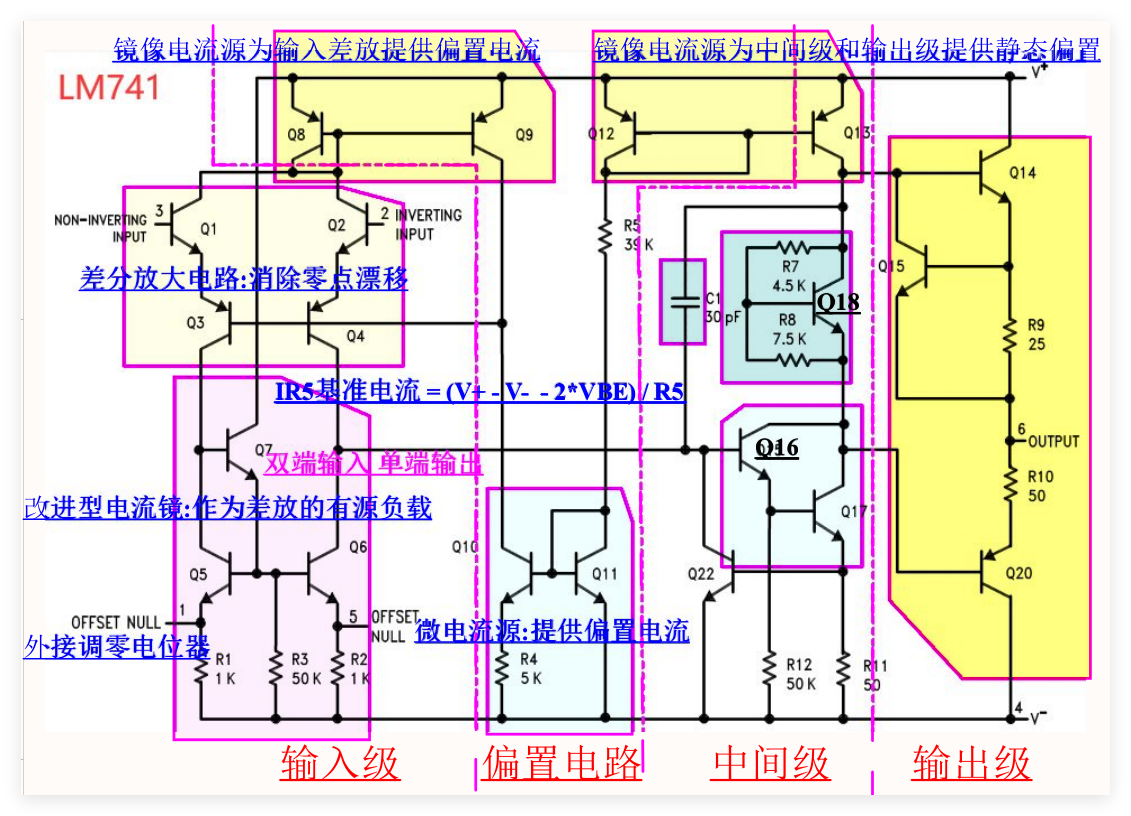 镜像电流源为输入差放提供偏置电流
镜像电流源为中间级和输出级提供静态偏置
LM741
V+
Q8
Q9
Q12
Q13
Q14
NON-INVERTING
INPUT
3
Q1
Q2
2
INVERTING
INPUT
R5
39 K
Q15
R7
4.5 K
差分放大电路:消除零点漂移
C1
30 pF
Q18
R8
7.5 K
Q3
Q4
R9
25
IR5基准电流 = (V+ - V- - 2*VBE) / R5
Q7
双端输入 单端输出
Q16
6
OUTPUT
R10
50
改进型电流镜:作为差放的有源负载
Q17
Q5
Q6
Q10
Q11
Q22
Q20
OFFSET NULL
1
5
OFFSET
NULL
微电流源:提供偏置电流
外接调零电位器
R1
1 K
R3
50 K
R2
1 K
R4
5 K
R12
50 K
R11
50
4
V-
输入级
偏置电路
中间级
输出级